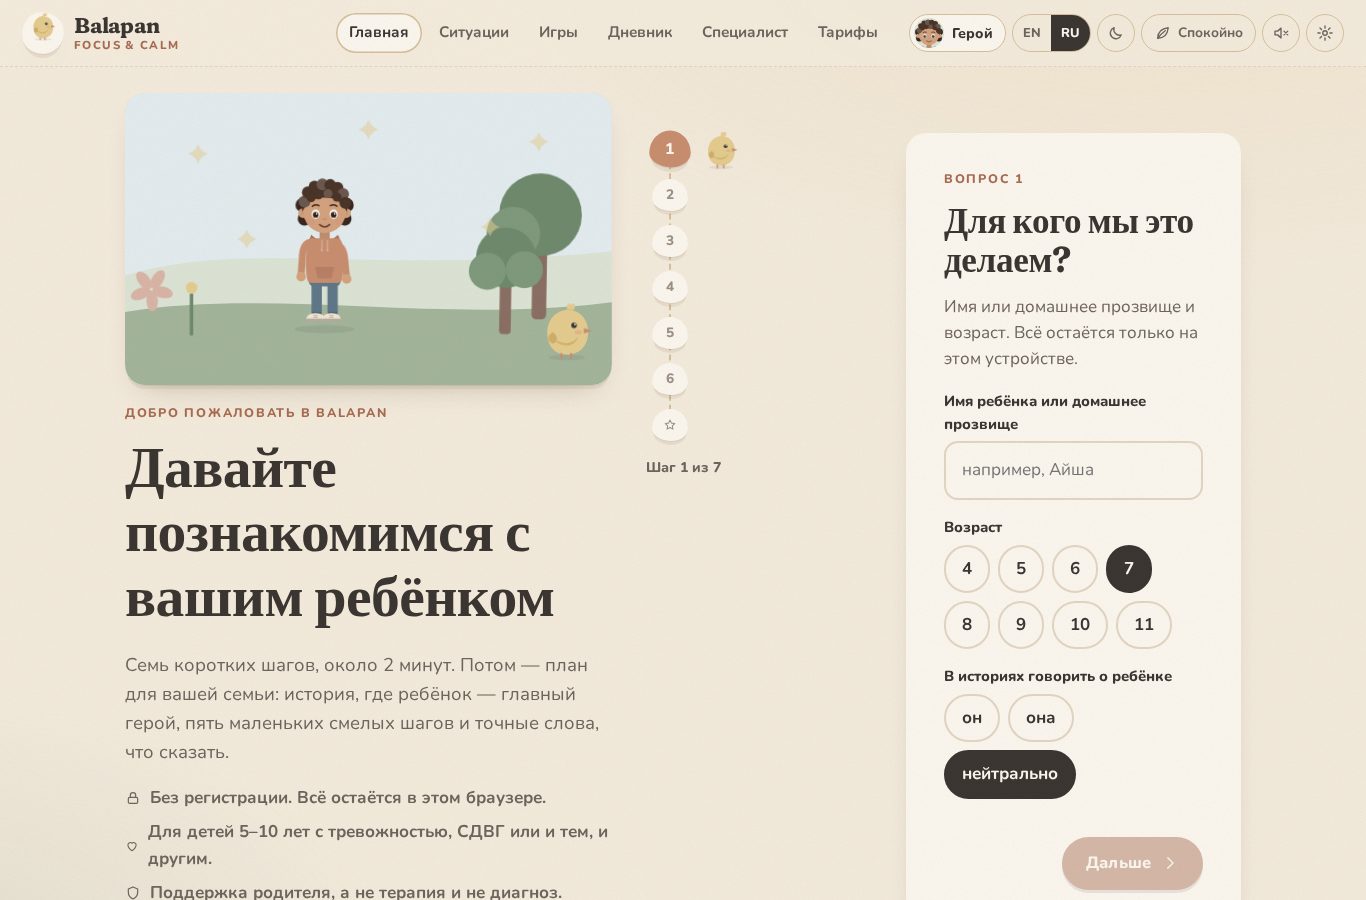 Balapan
FOCUS & CALM
Главная
Ситуации
Игры
Дневник
Специалист
Тарифы
Герой
EN
RU
Спокойно
ДОБРО ПОЖАЛОВАТЬ В BALAPAN
Давайте
познакомимся с
вашим ребёнком
Семь коротких шагов, около 2 минут. Потом — план
для вашей семьи: история, где ребёнок — главный
герой, пять маленьких смелых шагов и точные слова,
что сказать.
Без регистрации. Всё остаётся в этом браузере.
Для детей 5–10 лет с тревожностью, СДВГ или и тем, и
другим.
Поддержка родителя, а не терапия и не диагноз.
1
2
3
4
5
6
Шаг 1 из 7
ВОПРОС 1
Для кого мы это
делаем?
Имя или домашнее прозвище и
возраст. Всё остаётся только на
этом устройстве.
Имя ребёнка или домашнее
прозвище
например, Айша
Возраст
4
5
6
7
8
9
10
11
В историях говорить о ребёнке
он
она
нейтрально
Дальше